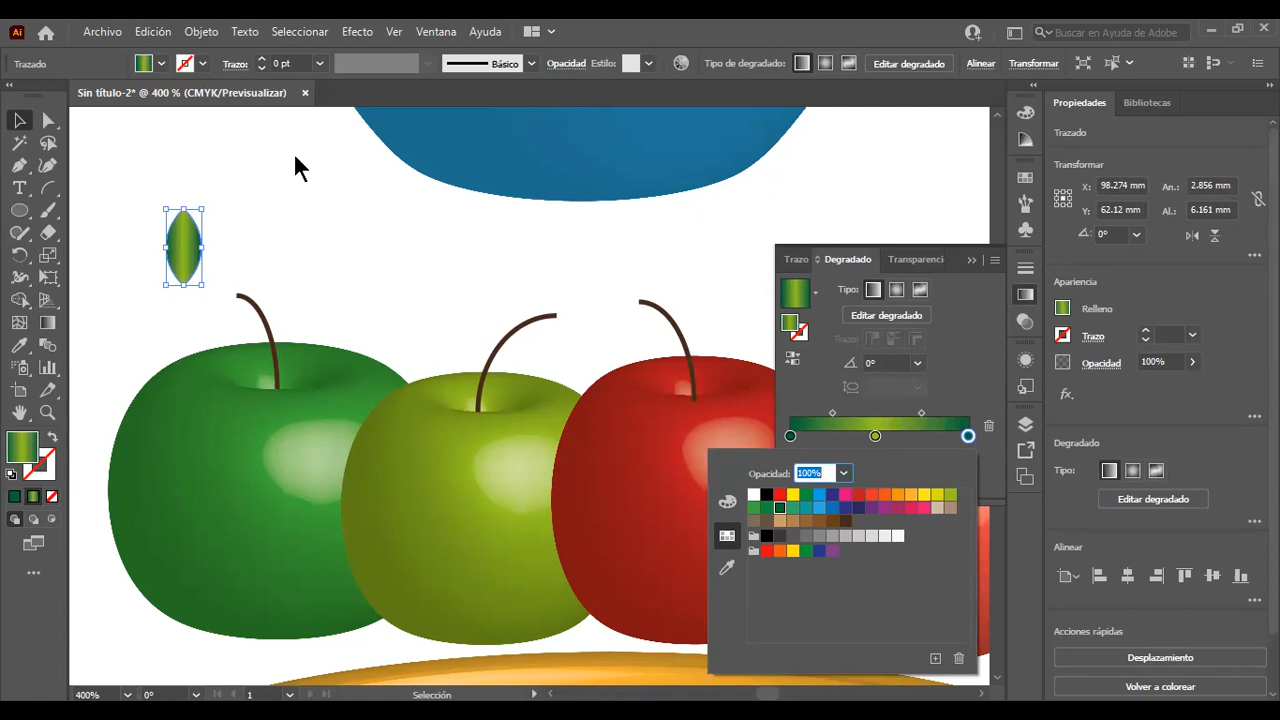 Ai
Archivo
Edición
Objeto
Texto
Seleccionar
Efecto
Ver
Ventana
Ayuda
Buscar en Ayuda de Adobe
Trazado
Trazo:
0 pt
Básico
Opacidad
Estilo:
Tipo de degradado:
Editar degradado
Alinear
Transformar
Sin título-2* @ 400 % (CMYK/Previsualizar)
Propiedades
Bibliotecas
Trazado
Transformar
X:
98.274 mm
An.:
2.856 mm
Y:
62.12 mm
Al.:
6.161 mm
0°
Apariencia
Relleno
Trazo
Opacidad
100%
fx.
Degradado
Tipo:
Editar degradado
Alinear
Acciones rápidas
Desplazamiento
Volver a colorear
Trazo
Degradado
Transparenci
Tipo:
Editar degradado
Trazo:
0°
Opacidad:
100%
400%
0°
1
Selección